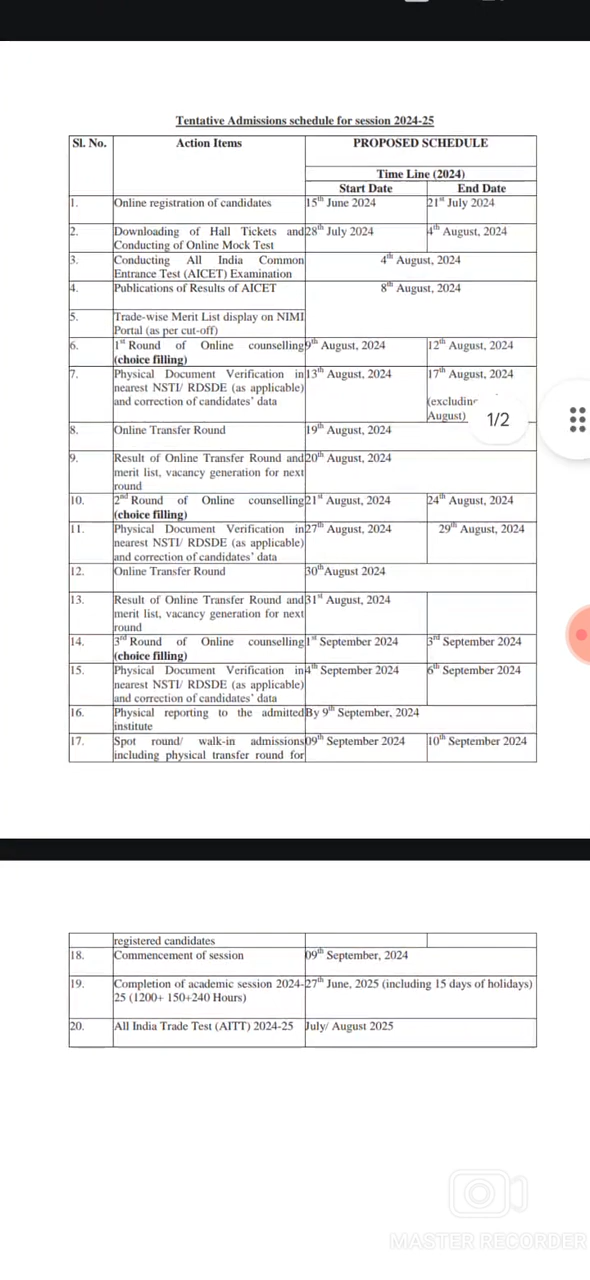 Tentative Admissions schedule for session 2024-25
Sl. No. Action Items PROPOSED SCHEDULE
Time Line (2024)
Start Date End Date
1. Online registration of candidates 15th June 2024 21st July 2024
2. Downloading of Hall Tickets and 28th July 2024 4th August, 2024
Conducting of Online Mock Test
3. Conducting All India Common 4th August, 2024
Entrance Test (AICET) Examination
4. Publications of Results of AICET 8th August, 2024
5. Trade-wise Merit List display on NIMI
Portal (as per cut-off)
6. 1st Round of Online counselling 9th August, 2024 12th August, 2024
(choice filling)
7. Physical Document Verification in 13th August, 2024 17th August, 2024
nearest NSTI/ RDSDE (as applicable)
and correction of candidates' data (excluding
August)
1/2
8. Online Transfer Round 19th August, 2024
9. Result of Online Transfer Round and 20th August, 2024
merit list, vacancy generation for next
round
10. 2nd Round of Online counselling 21st August, 2024 24th August, 2024
(choice filling)
11. Physical Document Verification in 27th August, 2024 29th August, 2024
nearest NSTI/ RDSDE (as applicable)
and correction of candidates' data
12. Online Transfer Round 30th August 2024
13. Result of Online Transfer Round and 31st August, 2024
merit list, vacancy generation for next
round
14. 3rd Round of Online counselling 1st September 2024 3rd September 2024
(choice filling)
15. Physical Document Verification in 4th September 2024 6th September 2024
nearest NSTI/ RDSDE (as applicable)
and correction of candidates' data
16. Physical reporting to the admitted By 9th September, 2024
institute
17. Spot round/ walk-in admissions 09th September 2024 10th September 2024
including physical transfer round for
registered candidates
18. Commencement of session 09th September, 2024
19. Completion of academic session 2024- 27th June, 2025 (including 15 days of holidays)
25 (1200+ 150+240 Hours)
20. All India Trade Test (AITT) 2024-25 July/ August 2025
MASTER RECORDER